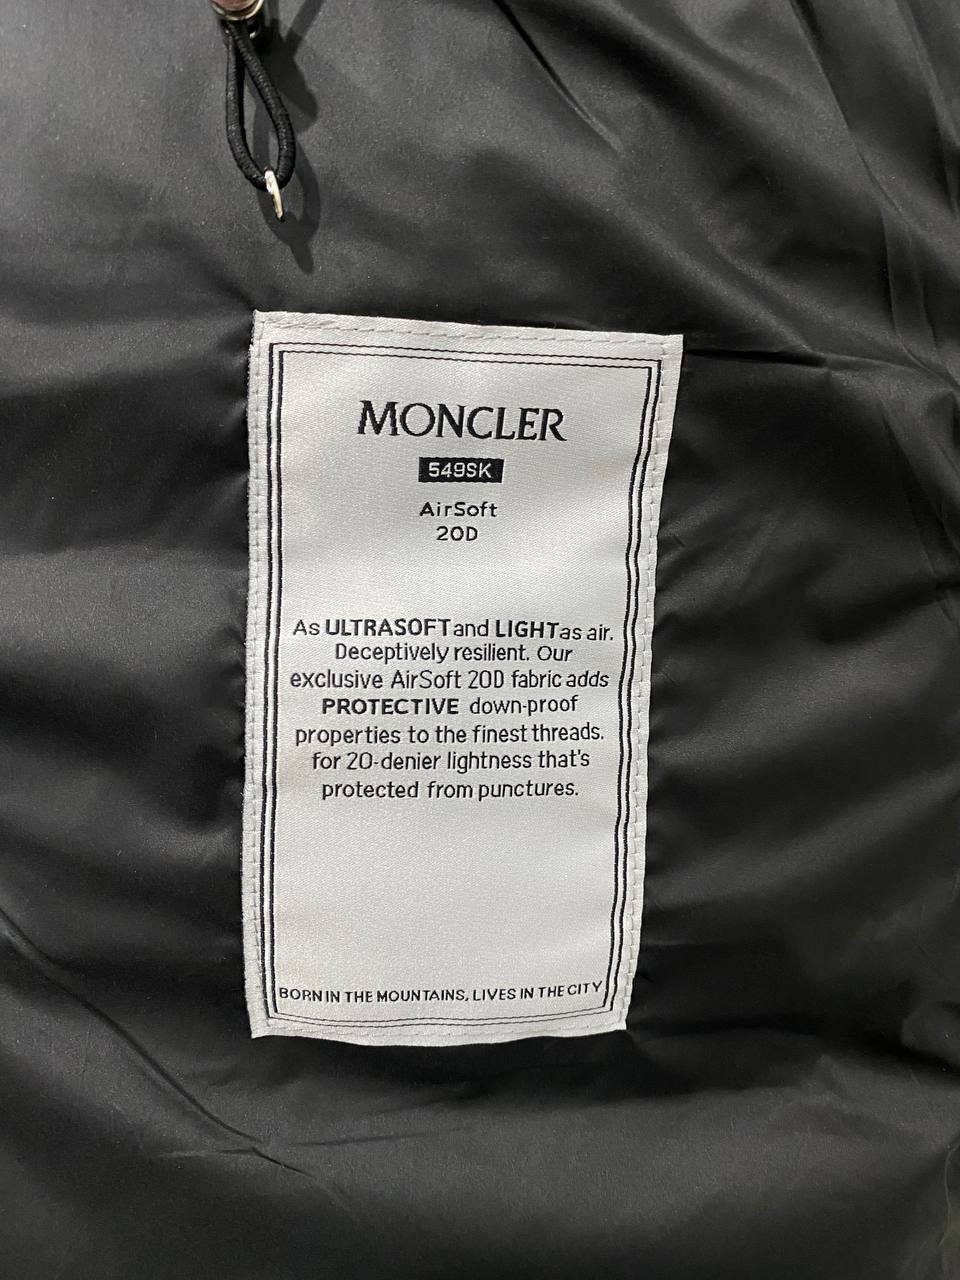 MONCLER
549SK
AirSoft
20D
As ULTRASOFT and LIGHT as air.
Deceptively resilient. Our
exclusive AirSoft 20D fabric adds
PROTECTIVE down-proof
properties to the finest threads.
for 20-denier lightness that's
protected from punctures.
BORN IN THE MOUNTAINS, LIVES IN THE CITY